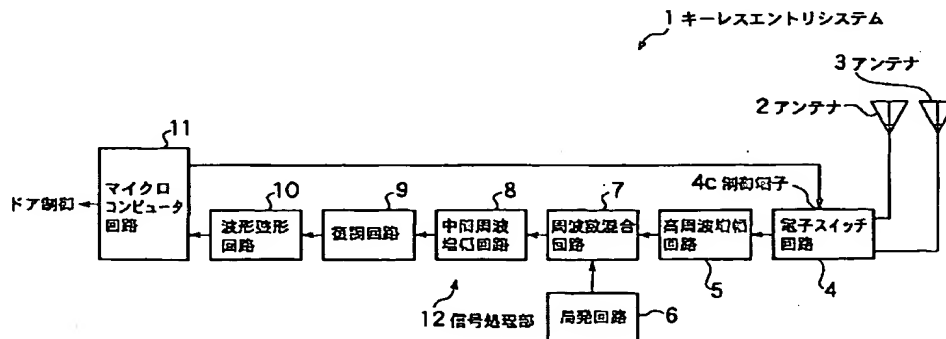 1 キーレスエントリシステム
3 アンテナ
2 アンテナ
11
マイクロ
コンピュータ
回路
ドア制御
10
波形整形
回路
9
復調回路
8
中間周波
増幅回路
7
周波数混合
回路
高周波増幅
回路
5
4c 制御端子
電子スイッチ
回路
4
12 信号処理部
局発回路
6